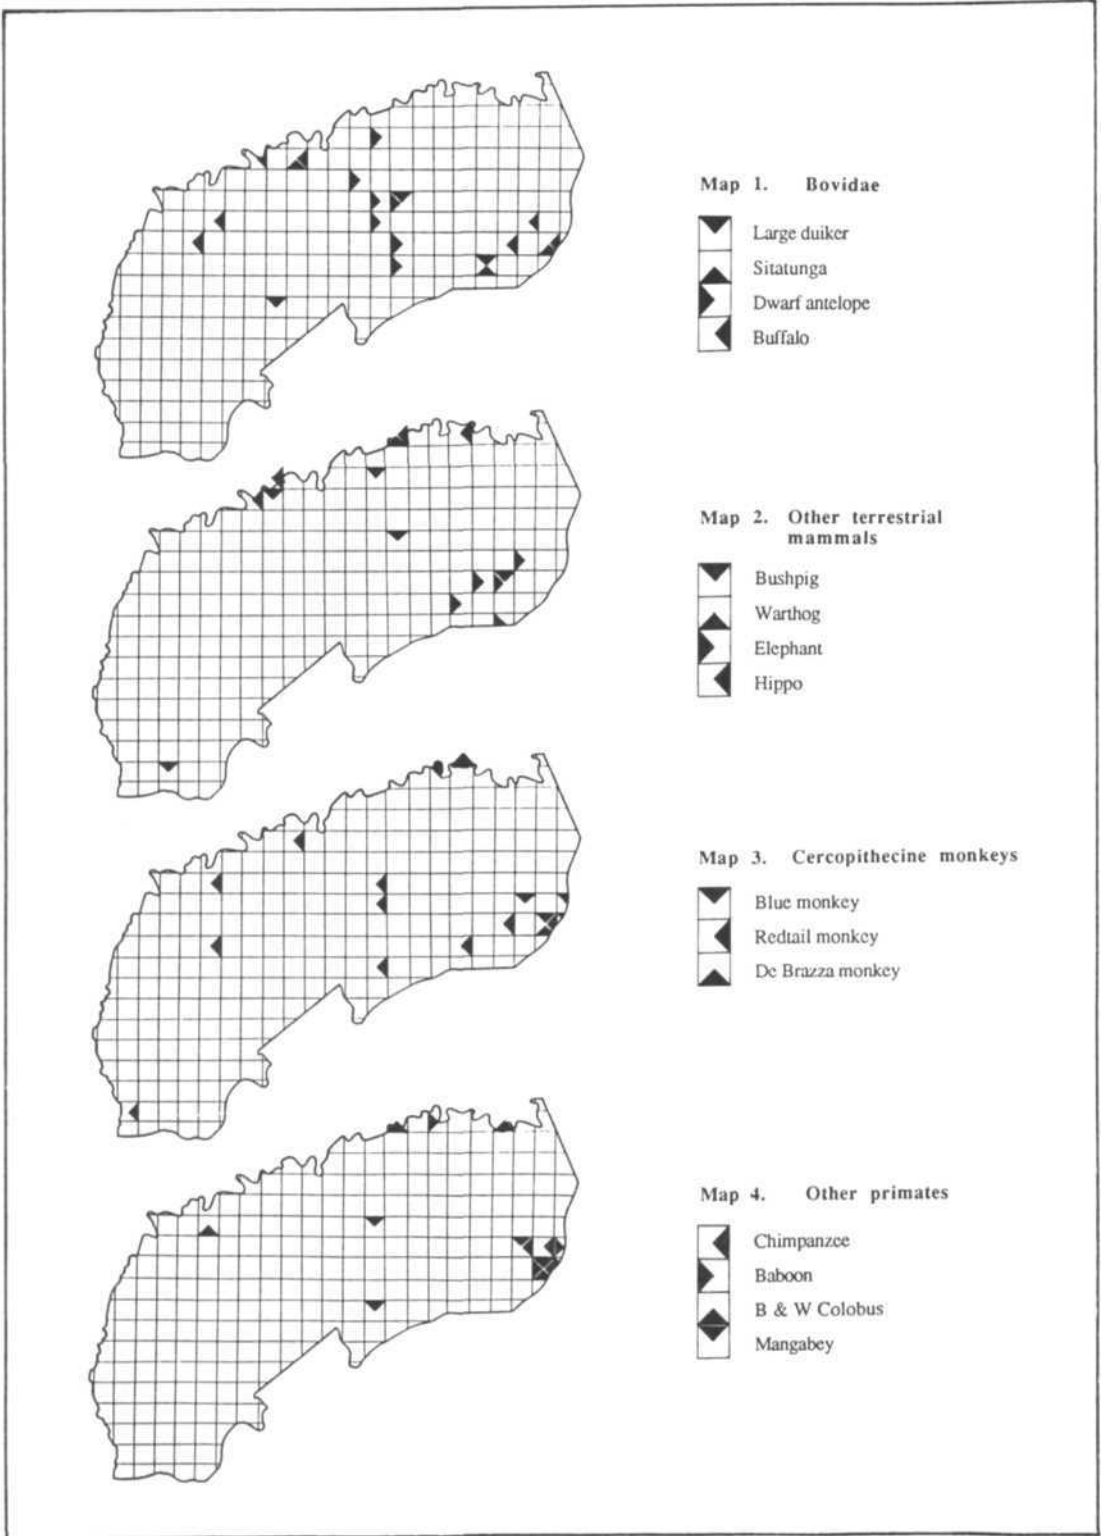 Map 1. Bovidae
Large duiker
Sitatunga
Dwarf antelope
Buffalo
Map 2. Other terrestrial
mammals
Bushpig
Warthog
Elephant
Hippo
Map 3. Cercopithecine monkeys
Blue monkey
Redtail monkey
De Brazza monkey
Map 4. Other primates
Chimpanzee
Baboon
B & W Colobus
Mangabey